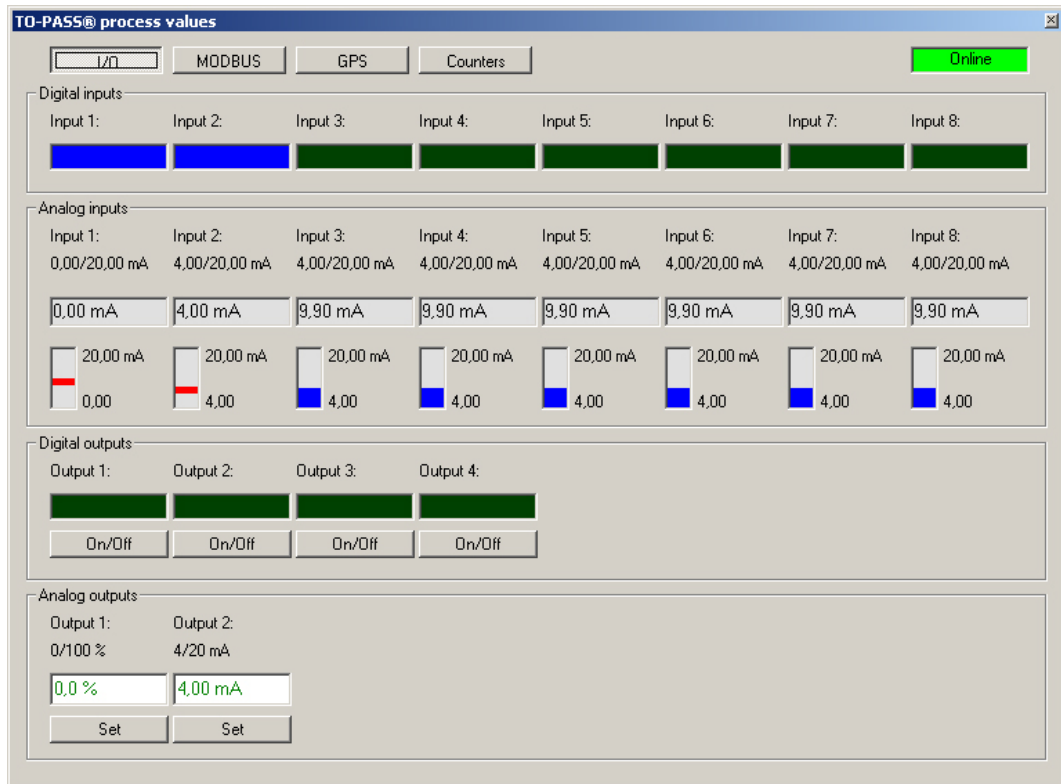 TO-PASS® process values
I/O MODBUS GPS Counters Online
Digital inputs
Input 1: Input 2: Input 3: Input 4: Input 5: Input 6: Input 7: Input 8:
Analog inputs
Input 1: Input 2: Input 3: Input 4: Input 5: Input 6: Input 7: Input 8:
0,00/20,00 mA 4,00/20,00 mA 4,00/20,00 mA 4,00/20,00 mA 4,00/20,00 mA 4,00/20,00 mA 4,00/20,00 mA 4,00/20,00 mA
0,00 mA 4,00 mA 9,90 mA 9,90 mA 9,90 mA 9,90 mA 9,90 mA 9,90 mA
20,00 mA 20,00 mA 20,00 mA 20,00 mA 20,00 mA 20,00 mA 20,00 mA 20,00 mA
0,00 4,00 4,00 4,00 4,00 4,00 4,00 4,00
Digital outputs
Output 1: Output 2: Output 3: Output 4:
On/Off On/Off On/Off On/Off
Analog outputs
Output 1: Output 2:
0/100 % 4/20 mA
0,0 % 4,00 mA
Set Set